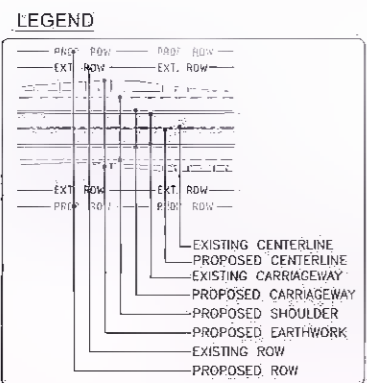 LEGEND
PROP ROW PROP ROW
EXT. ROW EXT. ROW
EXT. ROW EXT. ROW
PROP ROW PROP ROW
EXISTING CENTERLINE
PROPOSED CENTERLINE
EXISTING CARRIAGEWAY
PROPOSED CARRIAGEWAY
PROPOSED SHOULDER
PROPOSED EARTHWORK
EXISTING ROW
PROPOSED ROW